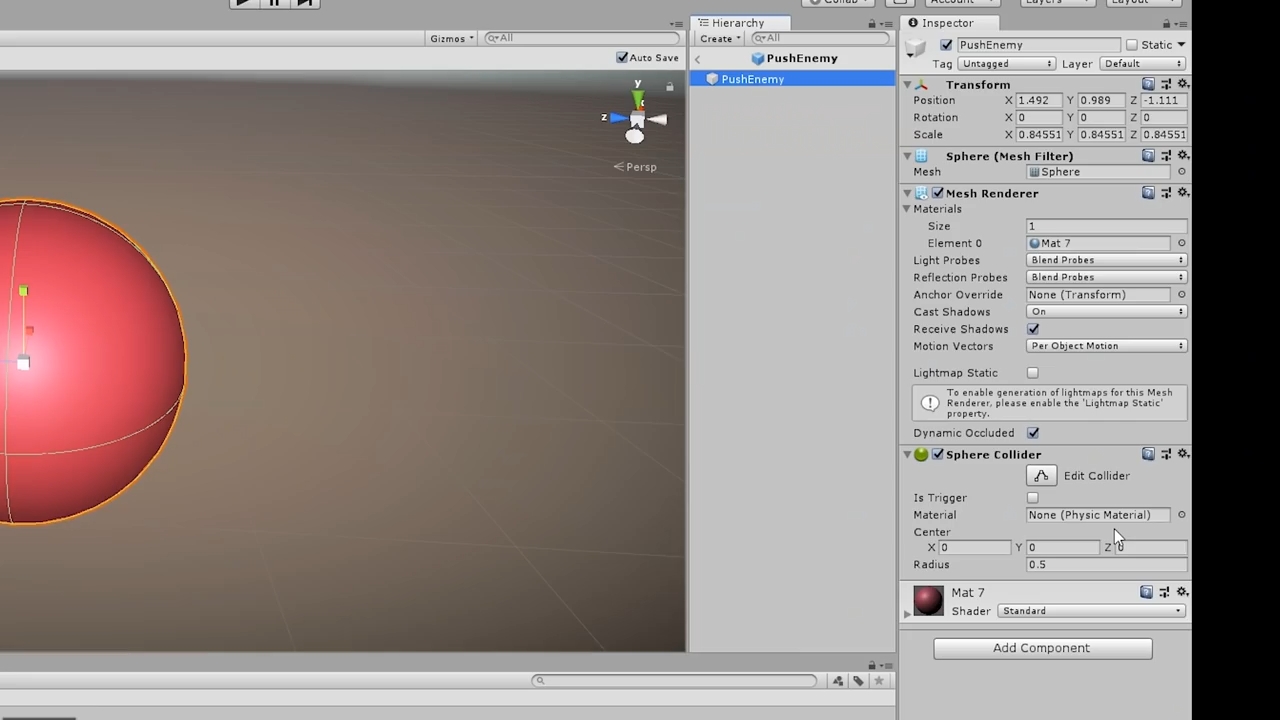 Collab
Account
Layers
Layout
Gizmos
All
Auto Save
y
z
Persp
Hierarchy
Create
All
PushEnemy
PushEnemy
Inspector
PushEnemy
Static
Tag Untagged Layer Default
Transform
Position X 1.492 Y 0.989 Z -1.111
Rotation X 0 Y 0 Z 0
Scale X 0.84551 Y 0.84551 Z 0.84551
Sphere (Mesh Filter)
Mesh Sphere
Mesh Renderer
Materials
Size 1
Element 0 Mat 7
Light Probes Blend Probes
Reflection Probes Blend Probes
Anchor Override None (Transform)
Cast Shadows On
Receive Shadows
Motion Vectors Per Object Motion
Lightmap Static
To enable generation of lightmaps for this Mesh
Renderer, please enable the 'Lightmap Static'
property.
Dynamic Occluded
Sphere Collider
Edit Collider
Is Trigger
Material None (Physic Material)
Center
X 0 Y 0 Z 0
Radius 0.5
Mat 7
Shader Standard
Add Component